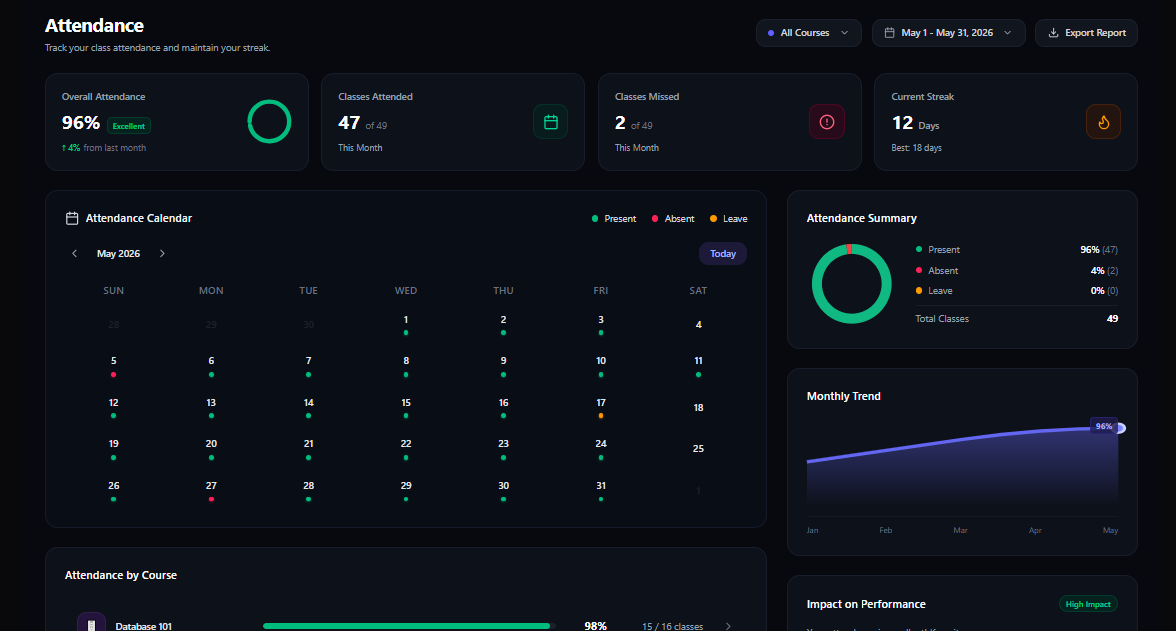 Attendance
Track your class attendance and maintain your streak.
All Courses
May 1 - May 31, 2026
Export Report
Overall Attendance
96% Excellent
↑ 4% from last month
Classes Attended
47 of 49
This Month
Classes Missed
2 of 49
This Month
Current Streak
12 Days
Best: 18 days
Attendance Calendar
Present Absent Leave
May 2026
Today
SUN MON TUE WED THU FRI SAT
28 29 30 1 2 3 4
5 6 7 8 9 10 11
12 13 14 15 16 17 18
19 20 21 22 23 24 25
26 27 28 29 30 31 1
Attendance Summary
Present 96% (47)
Absent 4% (2)
Leave 0% (0)
Total Classes 49
Monthly Trend
96%
Jan Feb Mar Apr May
Attendance by Course
Database 101 98% 15 / 16 classes
Impact on Performance
High Impact